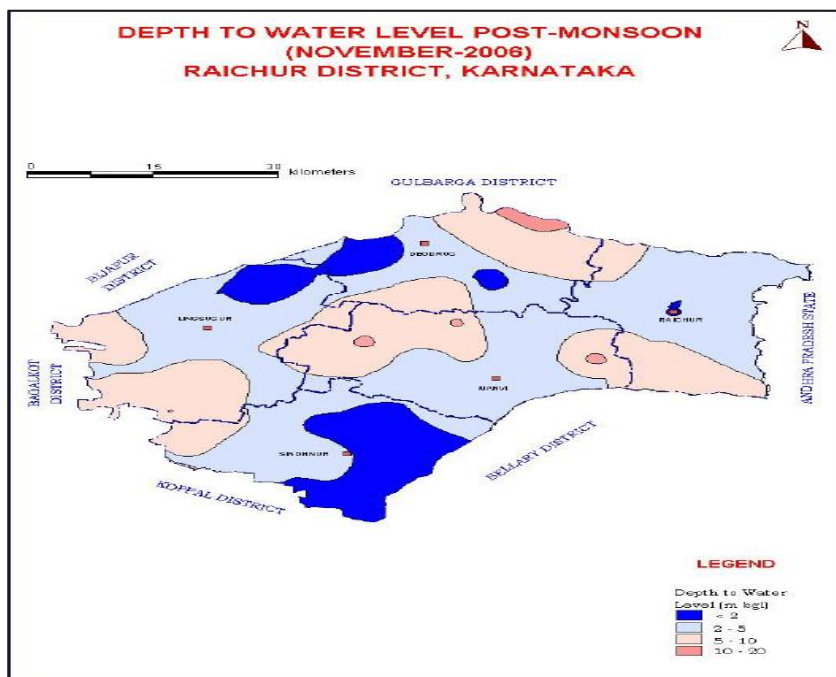 DEPTH TO WATER LEVEL POST-MONSOON
(NOVEMBER-2006)
RAICHUR DISTRICT, KARNATAKA
N
0 15 30
kilometers
GULBARGA DISTRICT
BIJAPUR
DISTRICT
DEODRUG
LINGSUGUR
RAICHUR
ANDHRA PRADESH STATE
BAGALKOT
DISTRICT
MANVI
SINDHNUR
BELLARY DISTRICT
KOPPAL DISTRICT
LEGEND
Depth to Water
Level (m bgl)
< 2
2 - 5
5 - 10
10 - 20